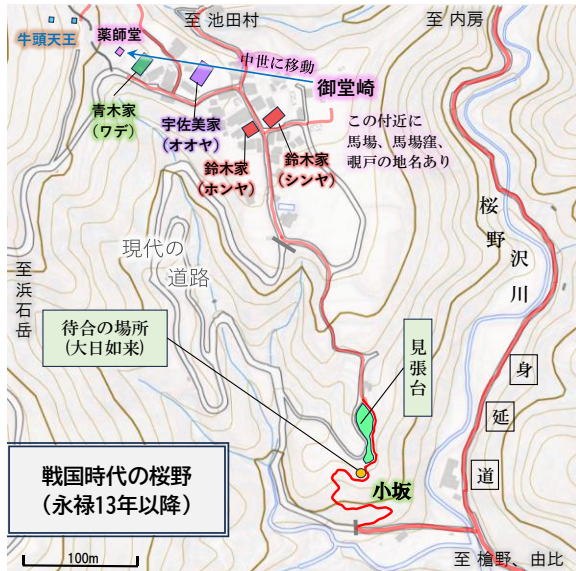 至 池田村
至 内房
牛頭天王
薬師堂
中世に移動
御堂崎
青木家
(ワデ)
宇佐美家
(オオヤ)
鈴木家
(ホンヤ)
鈴木家
(シンヤ)
この付近に
馬場、馬場窪、
覗戸の地名あり
桜野沢川
現代の
道路
至浜石岳
待合の場所
(大日如来)
見張台
身延道
小坂
戦国時代の桜野
(永禄13年以降)
100m
至 檜野、由比